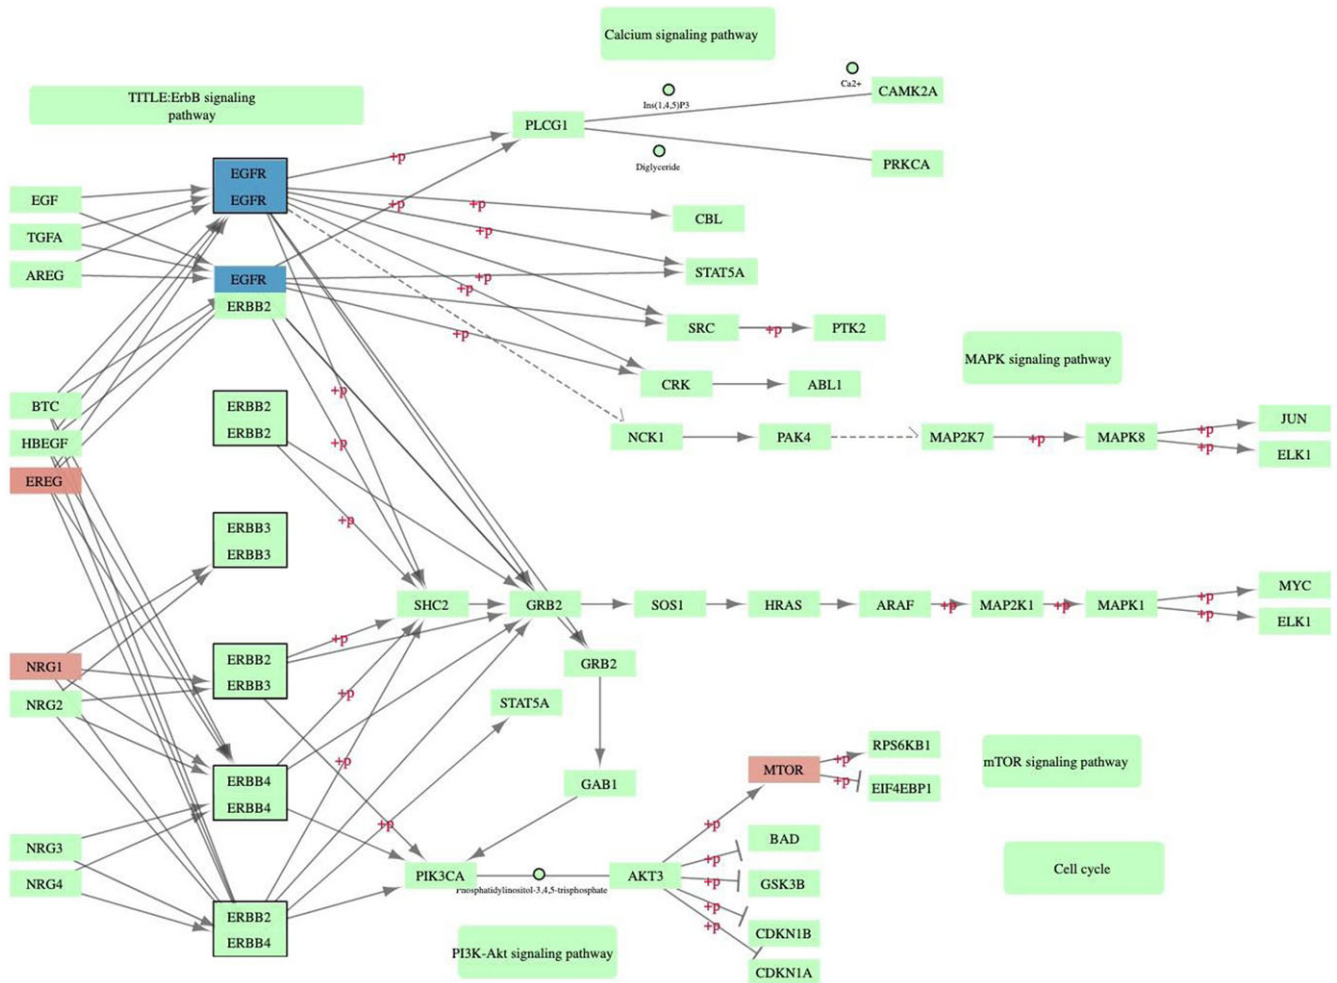 Calcium signaling pathway
TITLE:ErbB signaling
pathway
Ca2+
Ins(1,4,5)P3
CAMK2A
PLCG1
Diglyceride
PRKCA
+p
EGFR
EGFR
EGF
TGFA
AREG
+p
+p
CBL
+p
STAT5A
EGFR
ERBB2
+p
+p
SRC
+p
PTK2
+p
MAPK signaling pathway
CRK
ABL1
BTC
HBEGF
EREG
ERBB2
ERBB2
+p
+p
NCK1
PAK4
MAP2K7
+p
MAPK8
+p
+p
JUN
ELK1
ERBB3
ERBB3
+p
SHC2
GRB2
SOS1
HRAS
ARAF
+p
MAP2K1
+p
MAPK1
+p
+p
MYC
ELK1
NRG1
NRG2
ERBB2
ERBB3
+p
GRB2
+p
STAT5A
ERBB4
ERBB4
+p
GAB1
MTOR
+p
+p
RPS6KB1
EIF4EBP1
mTOR signaling pathway
NRG3
NRG4
+p
+p
BAD
+p
GSK3B
+p
+p
+p
CDKN1B
CDKN1A
Cell cycle
PIK3CA
Phosphatidylinositol-3,4,5-trisphosphate
AKT3
ERBB2
ERBB4
PI3K-Akt signaling pathway